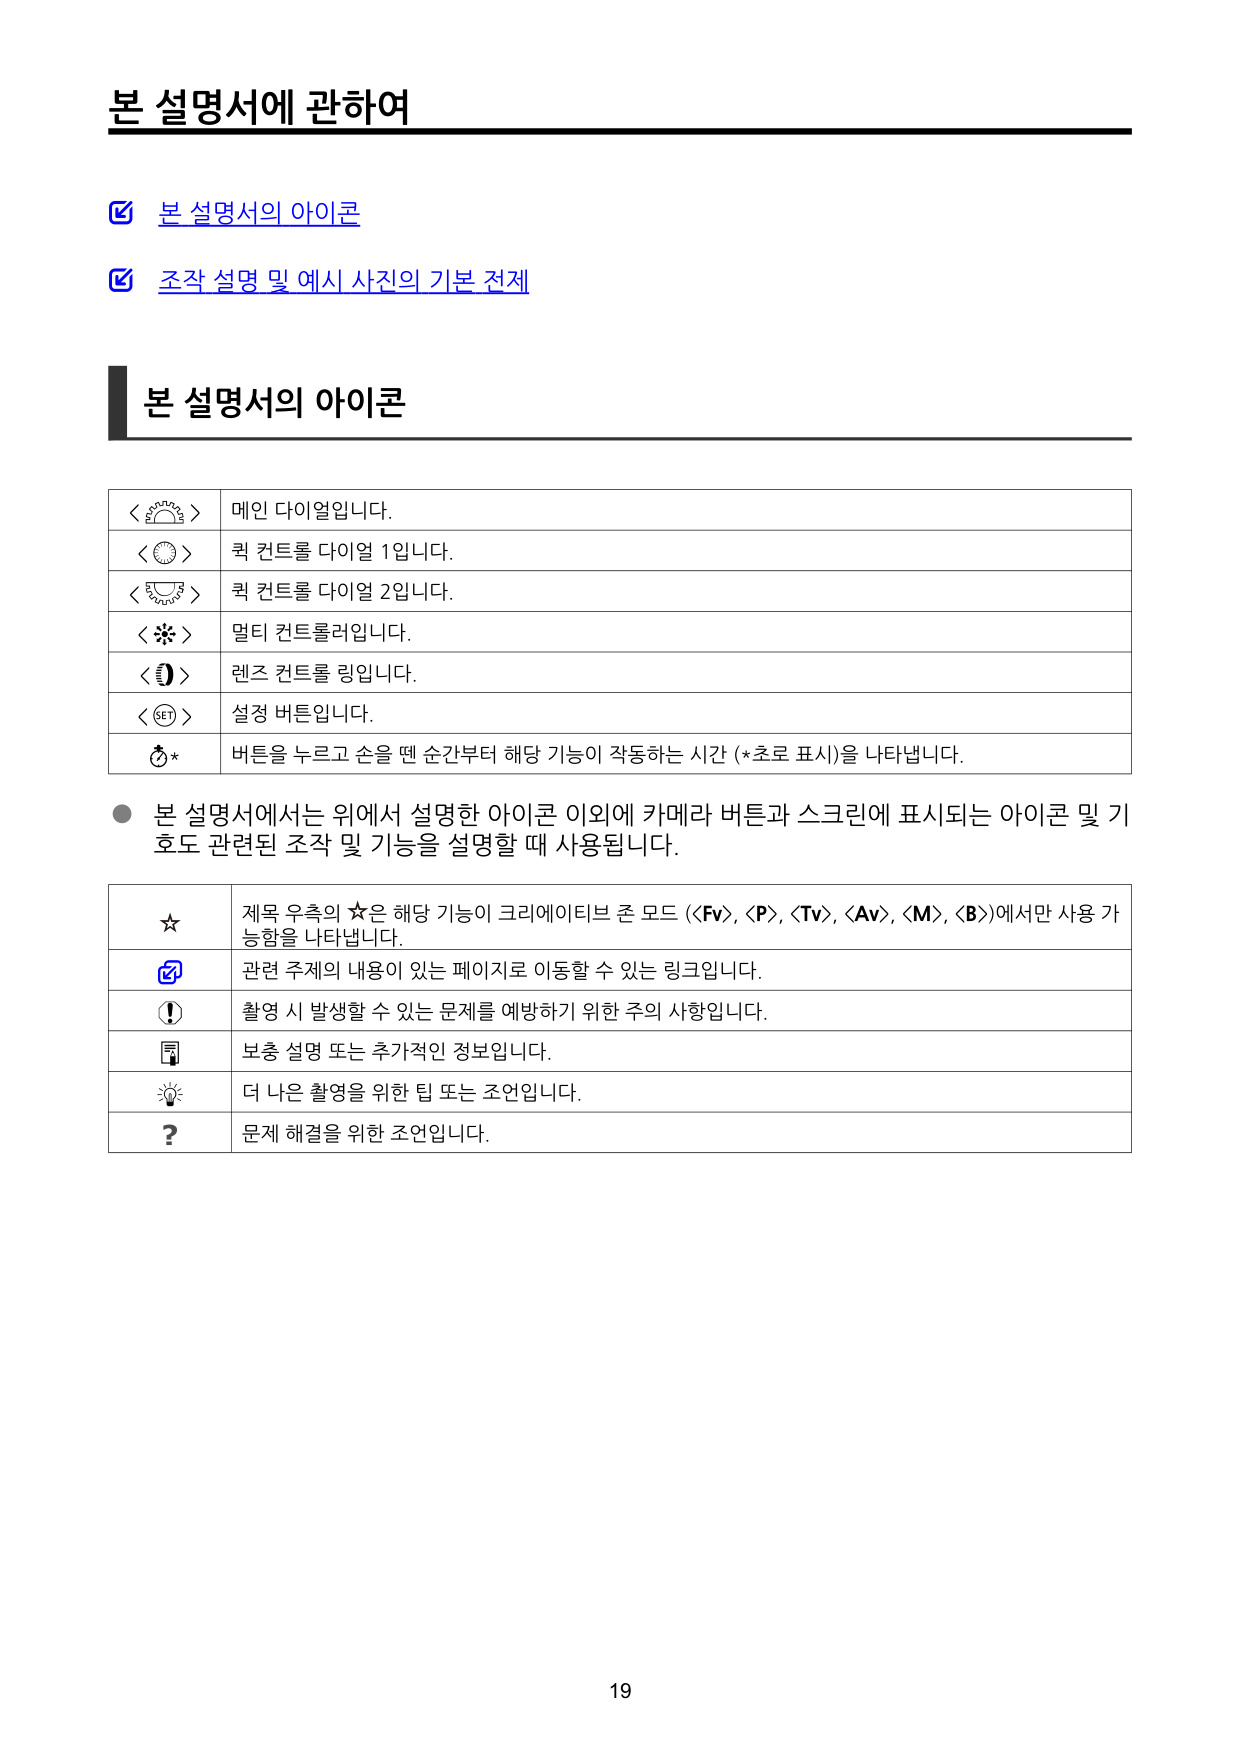 본 설명서에 관하여
본 설명서의 아이콘
조작 설명 및 예시 사진의 기본 전제
본 설명서의 아이콘
< > 메인 다이얼입니다.
< > 퀵 컨트롤 다이얼 1입니다.
< > 퀵 컨트롤 다이얼 2입니다.
< > 멀티 컨트롤러입니다.
< > 렌즈 컨트롤 링입니다.
<SET> 설정 버튼입니다.
* 버튼을 누르고 손을 뗀 순간부터 해당 기능이 작동하는 시간 (*초로 표시)을 나타냅니다.
● 본 설명서에서는 위에서 설명한 아이콘 이외에 카메라 버튼과 스크린에 표시되는 아이콘 및 기
호도 관련된 조작 및 기능을 설명할 때 사용됩니다.
☆ 제목 우측의 ☆은 해당 기능이 크리에이티브 존 모드 (<Fv>, <P>, <Tv>, <Av>, <M>, <B>)에서만 사용 가
능함을 나타냅니다.
관련 주제의 내용이 있는 페이지로 이동할 수 있는 링크입니다.
촬영 시 발생할 수 있는 문제를 예방하기 위한 주의 사항입니다.
보충 설명 또는 추가적인 정보입니다.
더 나은 촬영을 위한 팁 또는 조언입니다.
? 문제 해결을 위한 조언입니다.
19